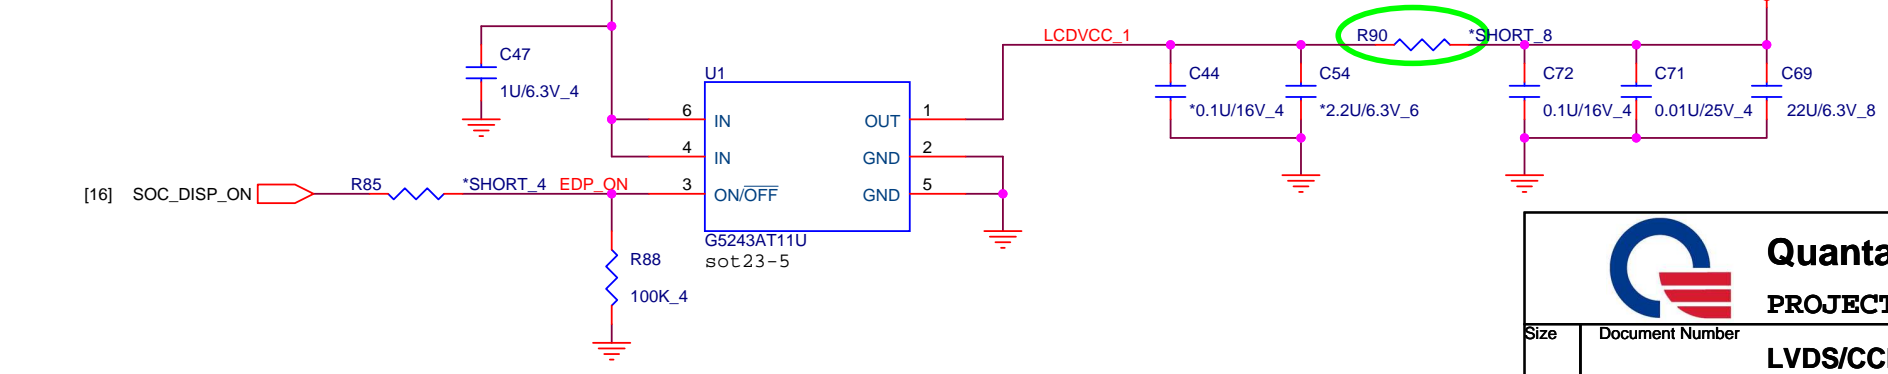 LCDVCC_1
R90
*SHORT_8
C47
1U/6.3V_4
U1
C44
*0.1U/16V_4
C54
*2.2U/6.3V_6
C72
0.1U/16V_4
C71
0.01U/25V_4
C69
22U/6.3V_8
6
IN
OUT
1
4
IN
GND
2
[16] SOC_DISP_ON
R85
*SHORT_4
EDP_ON
3
ON/OFF
GND
5
G5243AT11U
sot23-5
R88
100K_4
Quanta
PROJECT
Size
Document Number